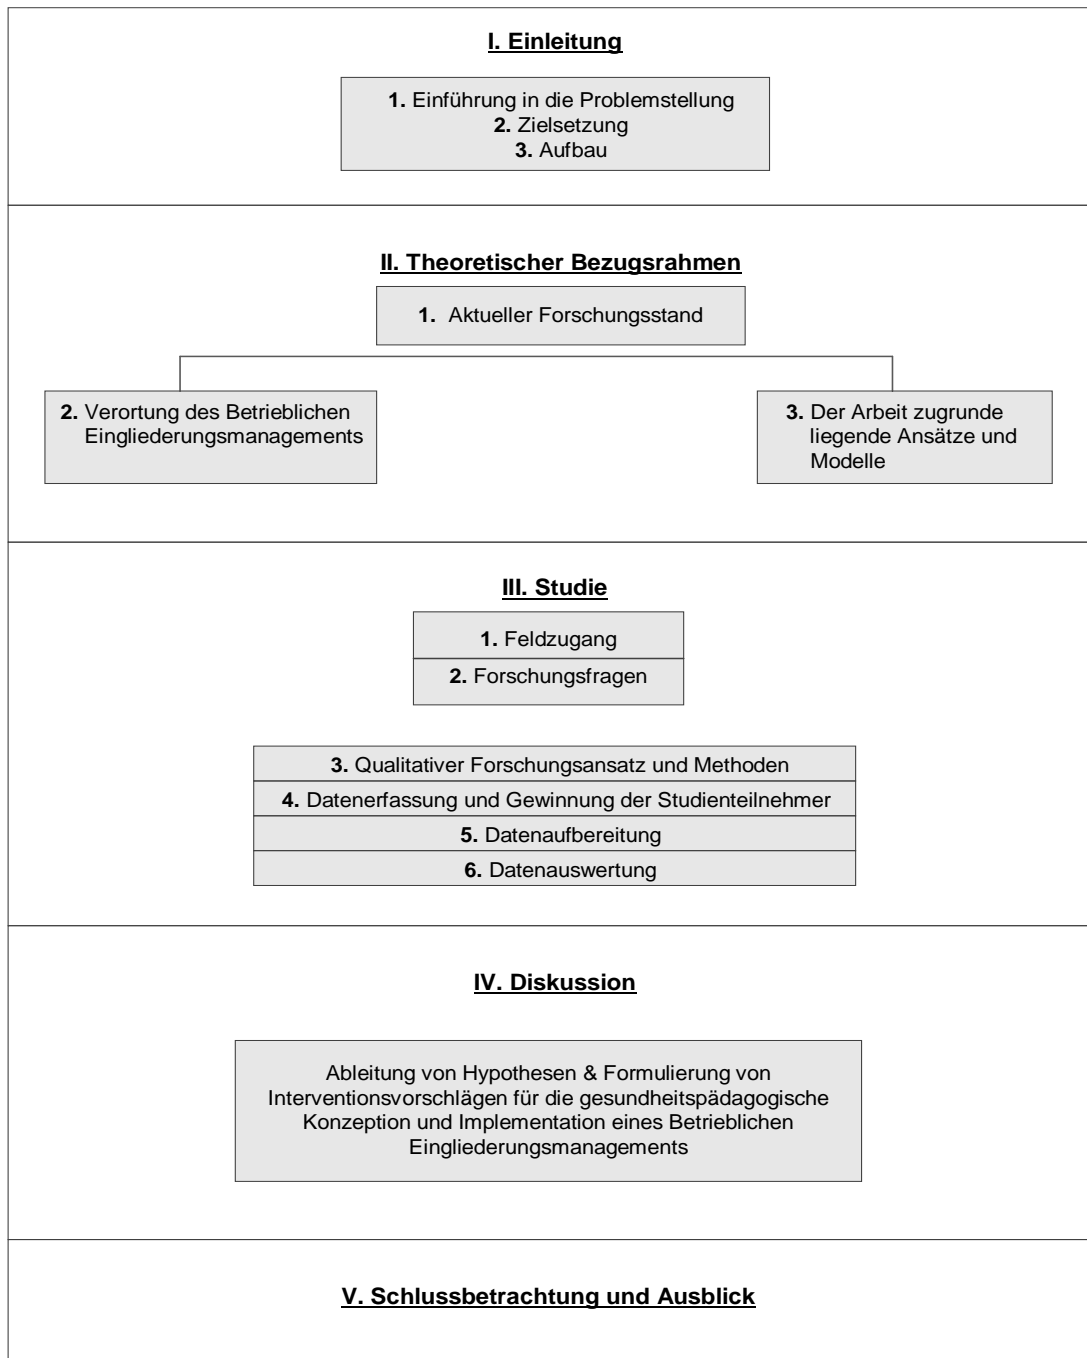 I. Einleitung
1. Einführung in die Problemstellung
2. Zielsetzung
3. Aufbau
II. Theoretischer Bezugsrahmen
1. Aktueller Forschungsstand
2. Verortung des Betrieblichen
Eingliederungsmanagements
3. Der Arbeit zugrunde
liegende Ansätze und
Modelle
III. Studie
1. Feldzugang
2. Forschungsfragen
3. Qualitativer Forschungsansatz und Methoden
4. Datenerfassung und Gewinnung der Studienteilnehmer
5. Datenaufbereitung
6. Datenauswertung
IV. Diskussion
Ableitung von Hypothesen & Formulierung von
Interventionsvorschlägen für die gesundheitspädagogische
Konzeption und Implementation eines Betrieblichen
Eingliederungsmanagements
V. Schlussbetrachtung und Ausblick